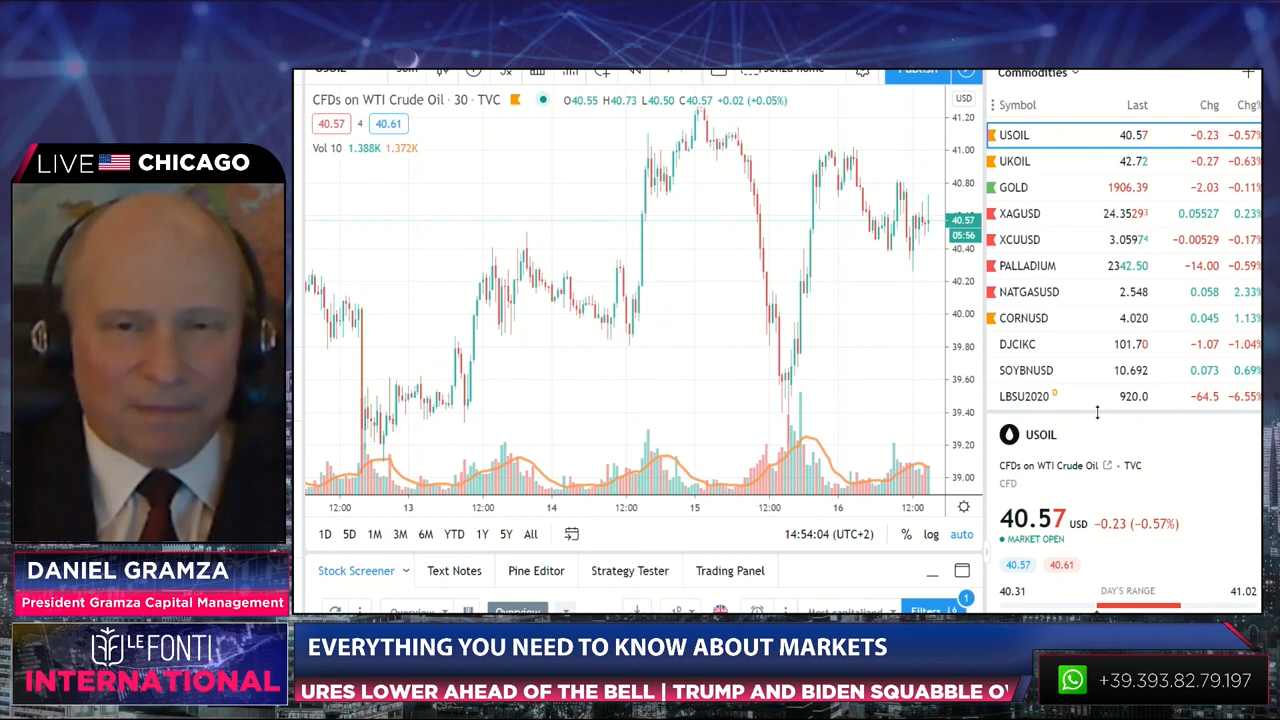 LIVE CHICAGO
DANIEL GRAMZA
President Gramza Capital Management
LE FONTI
INTERNATIONAL
CFDs on WTI Crude Oil · 30 · TVC O40.55 H40.73 L40.50 C40.57 +0.02 (+0.05%)
40.57 4 40.61
Vol 10 1.388K 1.372K
USD
41.20
41.00
40.80
40.57
05:56
40.40
40.20
40.00
39.80
39.60
39.40
39.20
39.00
12:00 13 12:00 14 12:00 15 12:00 16 12:00
1D 5D 1M 3M 6M YTD 1Y 5Y All 14:54:04 (UTC+2) % log auto
Stock Screener Text Notes Pine Editor Strategy Tester Trading Panel
Overview Overview Most capitalized Filters 1
Publish
Commodities
Symbol Last Chg Chg%
USOIL 40.57 −0.23 −0.57%
UKOIL 42.72 −0.27 −0.63%
GOLD 1906.39 −2.03 −0.11%
XAGUSD 24.3529³ 0.05527 0.23%
XCUUSD 3.0597⁴ −0.00529 −0.17%
PALLADIUM 2342.50 −14.00 −0.59%
NATGASUSD 2.548 0.058 2.33%
CORNUSD 4.020 0.045 1.13%
DJCIKC 101.70 −1.07 −1.04%
SOYBNUSD 10.692 0.073 0.69%
LBSU2020 D 920.0 −64.5 −6.55%
USOIL
CFDs on WTI Crude Oil · TVC
CFD
40.57 USD −0.23 (−0.57%)
MARKET OPEN
40.57 40.61
40.31 DAY'S RANGE 41.02
EVERYTHING YOU NEED TO KNOW ABOUT MARKETS
URES LOWER AHEAD OF THE BELL | TRUMP AND BIDEN SQUABBLE O
+39.393.82.79.197